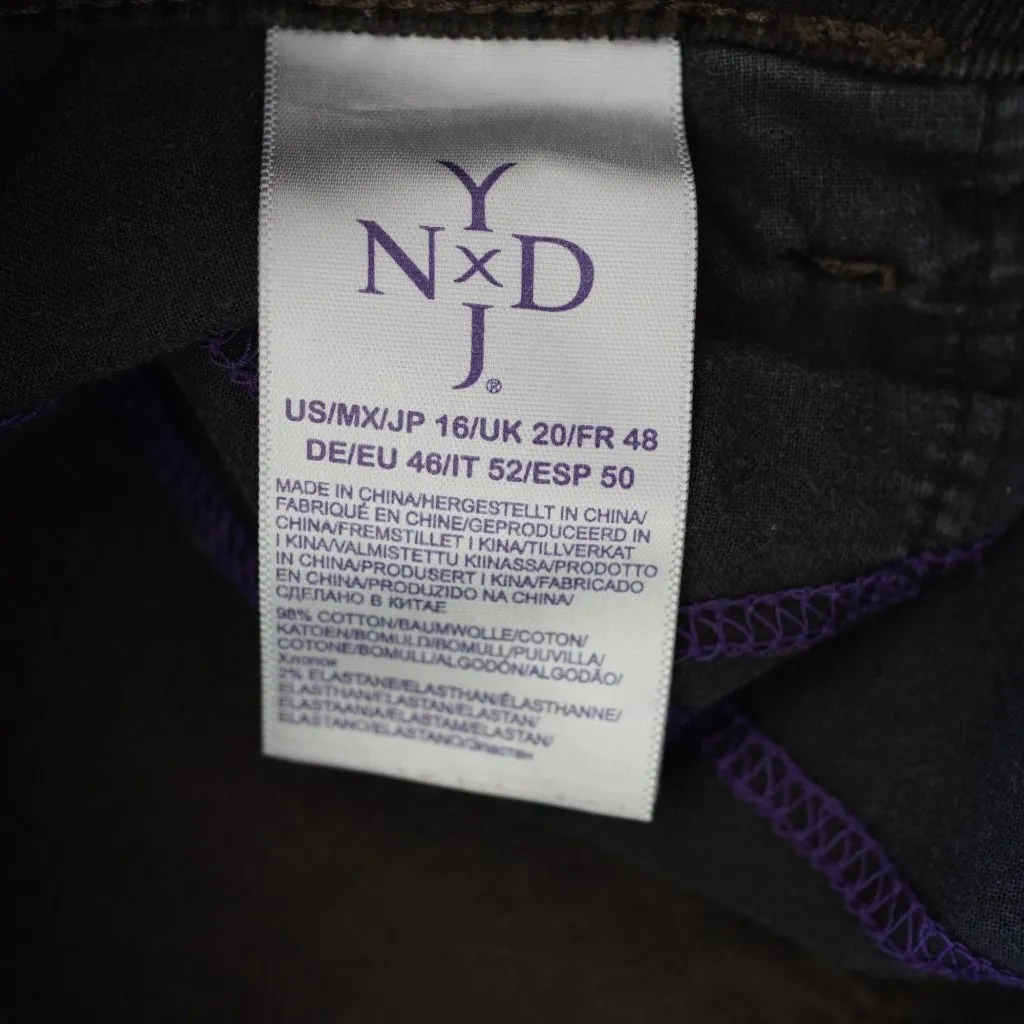 Y
N x D
J®
US/MX/JP 16/UK 20/FR 48
DE/EU 46/IT 52/ESP 50
MADE IN CHINA/HERGESTELLT IN CHINA/
FABRIQUÉ EN CHINE/GEPRODUCEERD IN
CHINA/FREMSTILLET I KINA/TILLVERKAT
I KINA/VALMISTETTU KIINASSA/PRODOTTO
IN CHINA/PRODUSERT I KINA/FABRICADO
EN CHINA/PRODUZIDO NA CHINA/
СДЕЛАНО В КИТАЕ
98% COTTON/BAUMWOLLE/COTON/
KATOEN/BOMULD/BOMULL/PUUVILLA/
COTONE/BOMULL/ALGODÓN/ALGODÃO/
Хлопок
2% ELASTANE/ELASTHAN/ÉLASTHANNE/
ELASTHAN/ELASTAN/ELASTAN/
ELASTAANIA/ELASTAM/ELASTAN/
ELASTANO/ELASTANO/Эластан